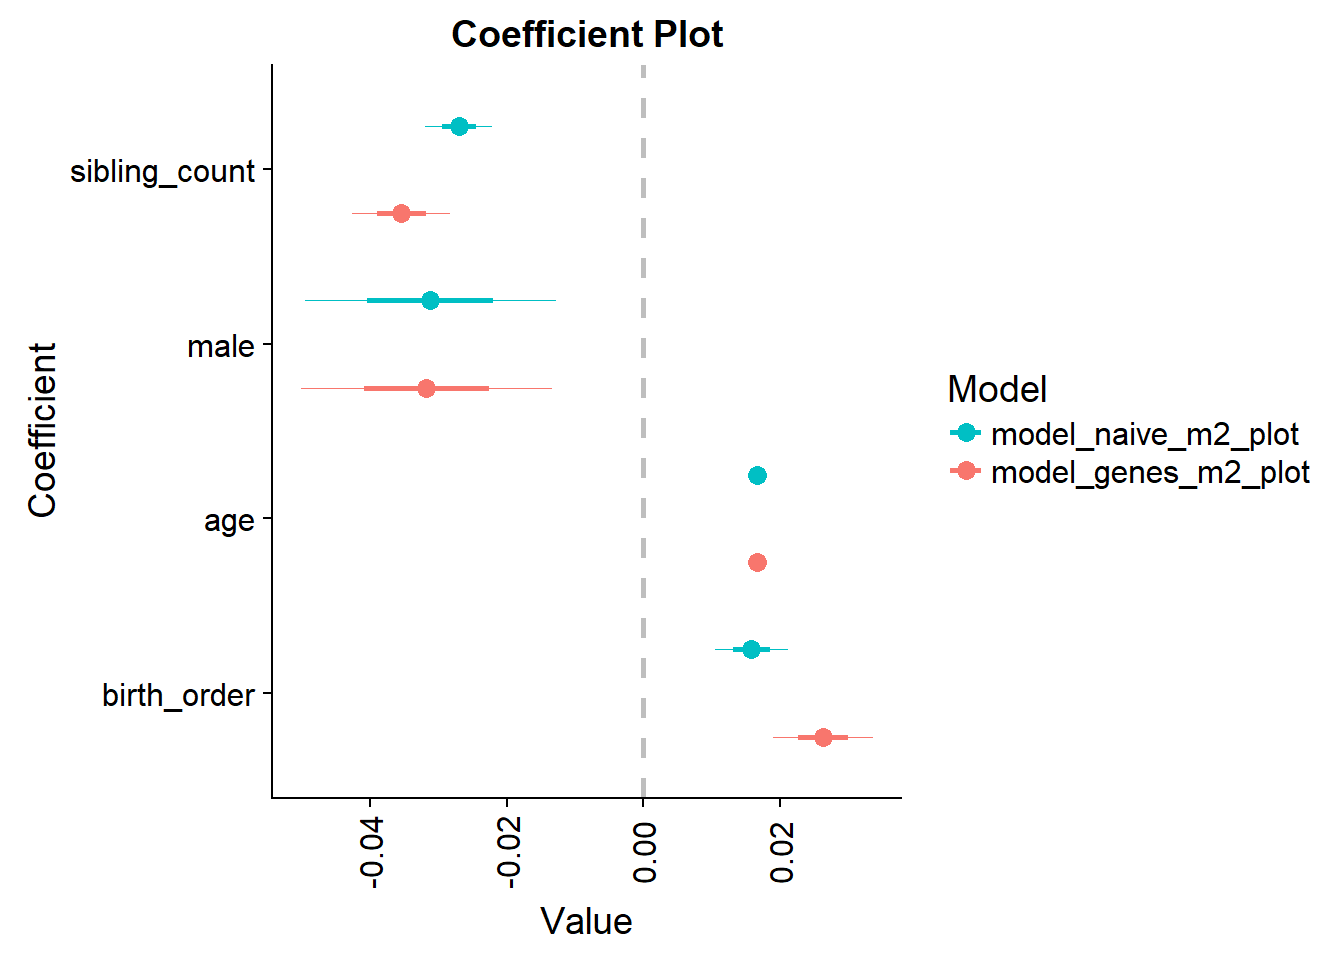 Coefficient Plot
sibling_count
male
age
birth_order
Coefficient
-0.04
-0.02
0.00
0.02
Value
Model
model_naive_m2_plot
model_genes_m2_plot